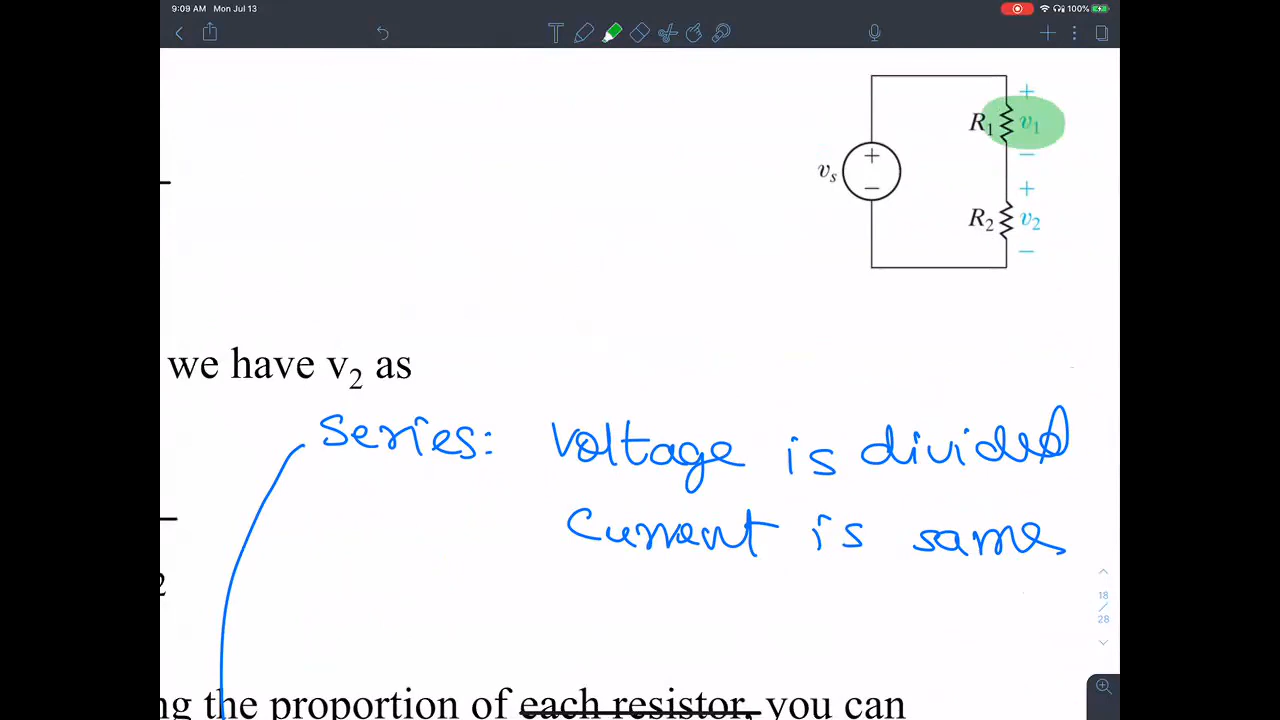 9:09 AM Mon Jul 13
100%
T
+
R1 v1
−
+
vs
−
+
R2 v2
−
we have v2 as
Series: Voltage is divided
Current is same
2
18
/
28
ng the proportion of each resistor, you can